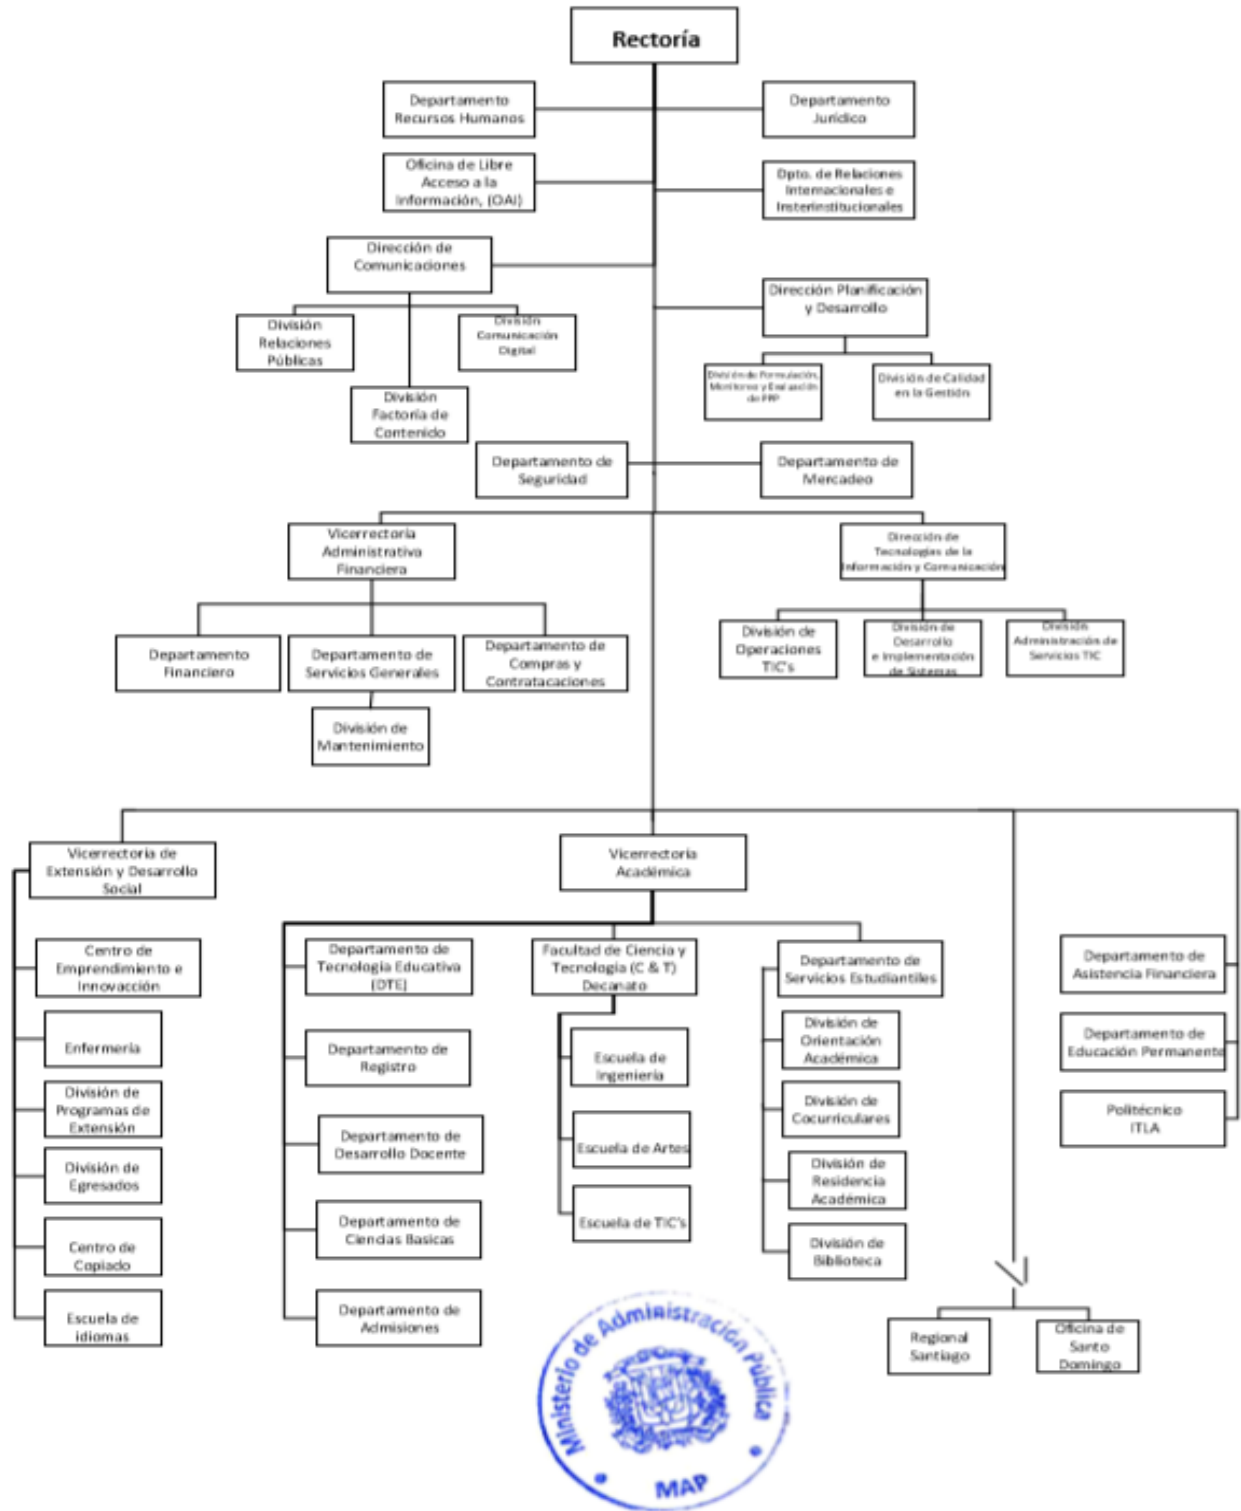 Rectoría
Departamento
Recursos Humanos
Departamento
Jurídico
Oficina de Libre
Acceso a la
Información, (OAI)
Dpto. de Relaciones
Internacionales e
Insterinstitucionales
Dirección de
Comunicaciones
Dirección Planificación
y Desarrollo
División
Relaciones
Públicas
División
Comunicación
Digital
División
Factoría de
Contenido
División de Formulación,
Monitoreo y Evaluación
de PPP
División de Calidad
en la Gestión
Departamento de
Seguridad
Departamento de
Mercadeo
Vicerrectoría
Administrativa
Financiera
Dirección de
Tecnologías de la
Información y Comunicación
Departamento
Financiero
Departamento de
Servicios Generales
Departamento de
Compras y
Contratacaciones
División de
Mantenimiento
División de
Operaciones
TIC's
División de
Desarrollo
e Implementación
de Sistemas
División
Administración de
Servicios TIC
Vicerrectoría de
Extensión y Desarrollo
Social
Vicerrectoría
Académica
Centro de
Emprendimiento e
Innovacción
Enfermería
División de
Programas de
Extensión
División de
Egresados
Centro de
Copiado
Escuela de
idiomas
Departamento de
Tecnología Educativa
(DTE)
Departamento de
Registro
Departamento de
Desarrollo Docente
Departamento de
Ciencias Basicas
Departamento de
Admisiones
Facultad de Ciencia y
Tecnología (C & T)
Decanato
Escuela de
Ingeniería
Escuela de Artes
Escuela de TIC's
Departamento de
Servicios Estudiantiles
División de
Orientación
Académica
División de
Cocurriculares
División de
Residencia
Académica
División de
Biblioteca
Departamento de
Asistencia Financiera
Departamento de
Educación Permanente
Politécnico
ITLA
Regional
Santiago
Oficina de
Santo
Domingo
Ministerio de Administración Pública
MAP